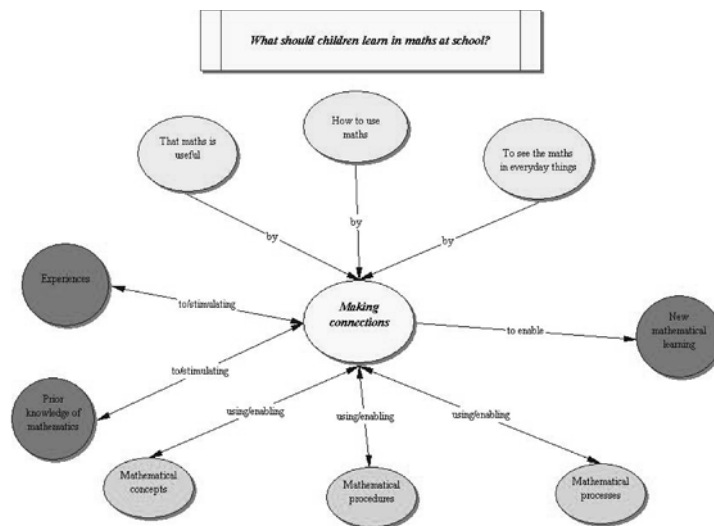 What should children learn in maths at school?
That maths is
useful
How to use
maths
To see the maths
in everyday things
by
by
by
Experiences
to/stimulating
Making
connections
to enable
New
mathematical
learning
to/stimulating
Prior
knowledge of
mathematics
using/enabling
using/enabling
using/enabling
Mathematical
concepts
Mathematical
procedures
Mathematical
processes